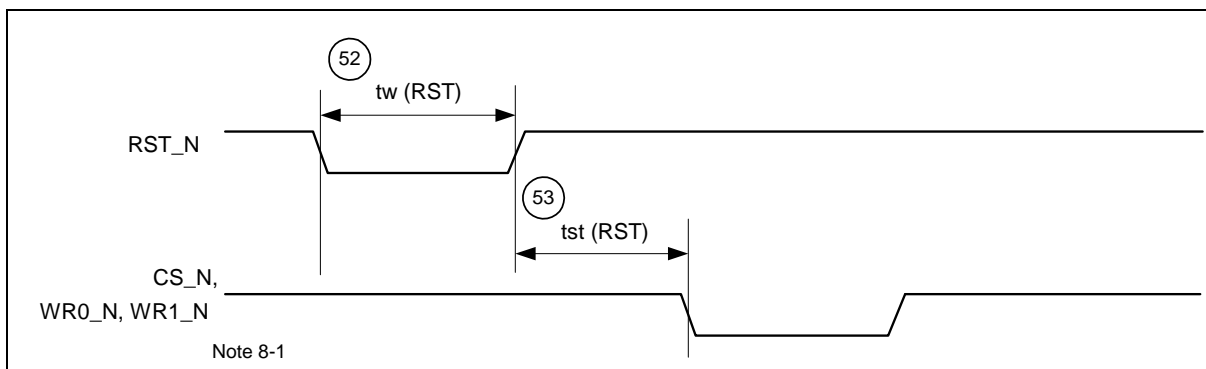 52
tw (RST)
RST_N
53
tst (RST)
CS_N,
WR0_N, WR1_N
Note 8-1